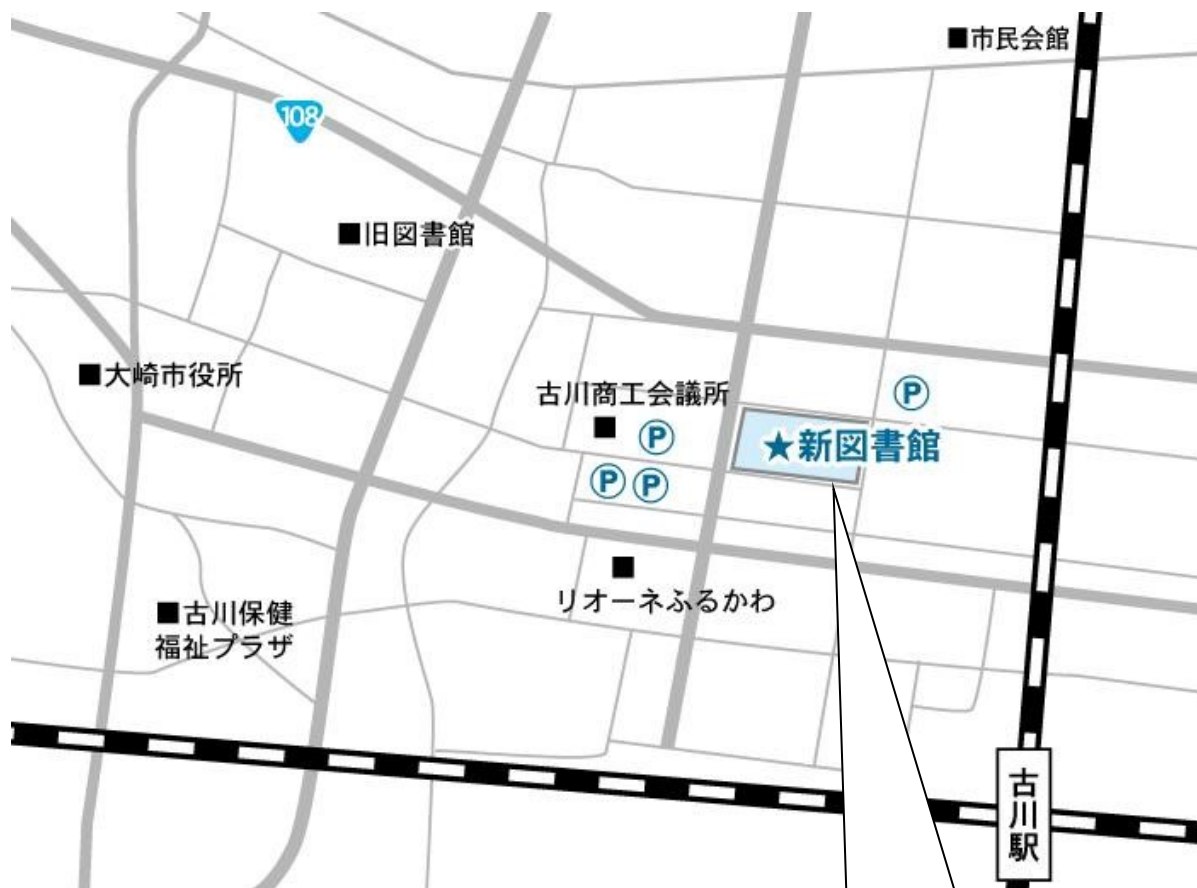 ■市民会館
108
■旧図書館
■大崎市役所
古川商工会議所
■
P
P
★新図書館
P P
■
リオーネふるかわ
■古川保健
福祉プラザ
古川駅